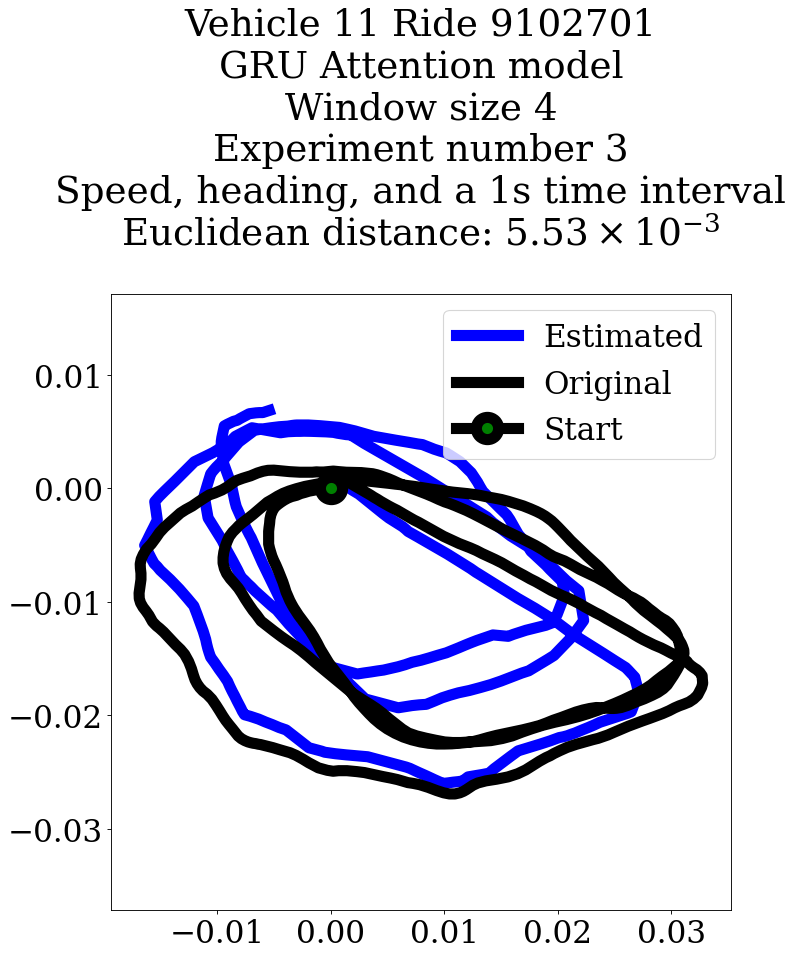 Vehicle 11 Ride 9102701
GRU Attention model
Window size 4
Experiment number 3
Speed, heading, and a 1s time interval
Euclidean distance: 5.53 × 10⁻³
Estimated
Original
Start
0.01
0.00
−0.01
−0.02
−0.03
−0.01 0.00 0.01 0.02 0.03